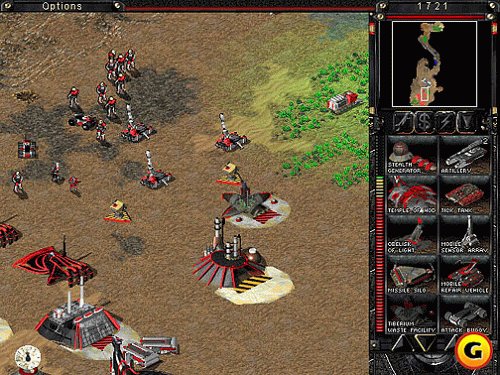 Options
1721
STEALTH
GENERATOR
ARTILLERY
2
TEMPLE OF NOD
TICK TANK
OBELISK
OF LIGHT
MOBILE
SENSOR ARRAY
MISSILE SILO
MOBILE
REPAIR VEHICLE
TIBERIUM
WASTE FACILITY
ATTACK BUGGY
G